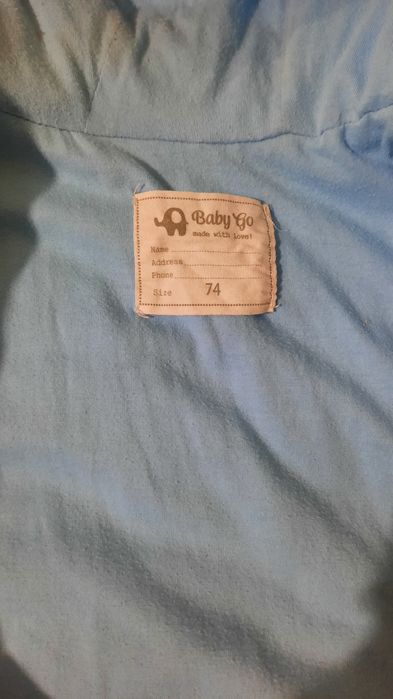 Baby Go
made with love!
Name
Address
Phone
Size 74